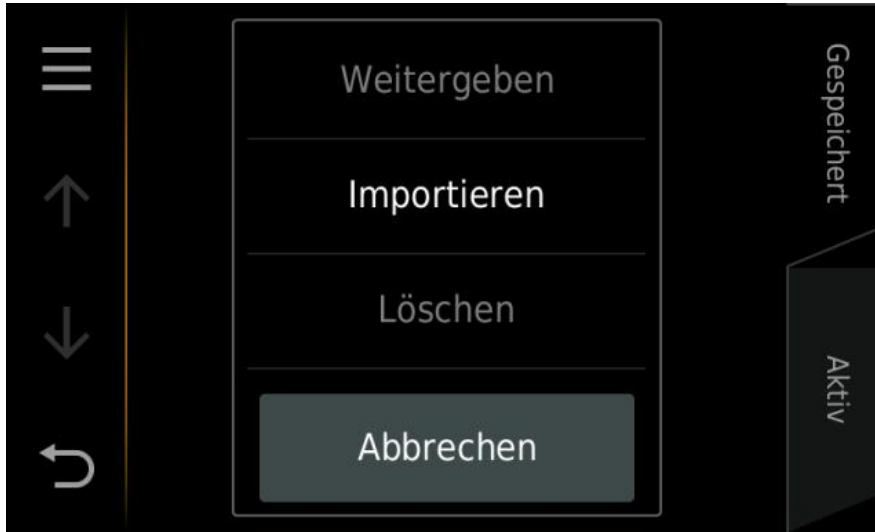 Weitergeben
Importieren
Löschen
Abbrechen
Gespeichert
Aktiv